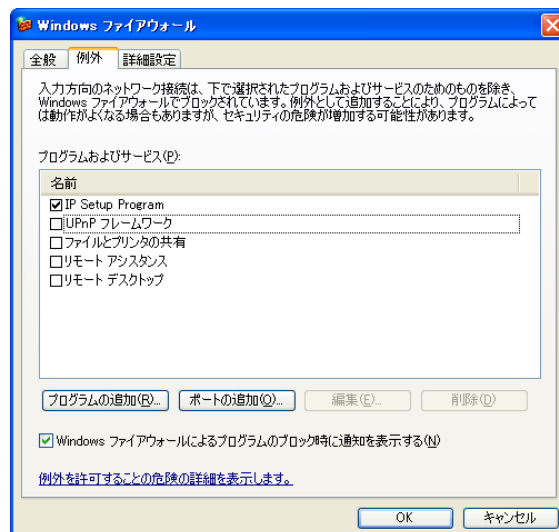 Windows ファイアウォール
全般 例外 詳細設定
入力方向のネットワーク接続は、下で選択されたプログラムおよびサービスのためのものを除き、
Windows ファイアウォールでブロックされています。例外として追加することにより、プログラムによって
は動作がよくなる場合もありますが、セキュリティの危険が増加する可能性があります。
プログラムおよびサービス(P):
名前
IP Setup Program
UPnP フレームワーク
ファイルとプリンタの共有
リモート アシスタンス
リモート デスクトップ
プログラムの追加(R)... ポートの追加(O)... 編集(E)... 削除(D)
Windows ファイアウォールによるプログラムのブロック時に通知を表示する(N)
例外を許可することの危険の詳細を表示します。
OK キャンセル